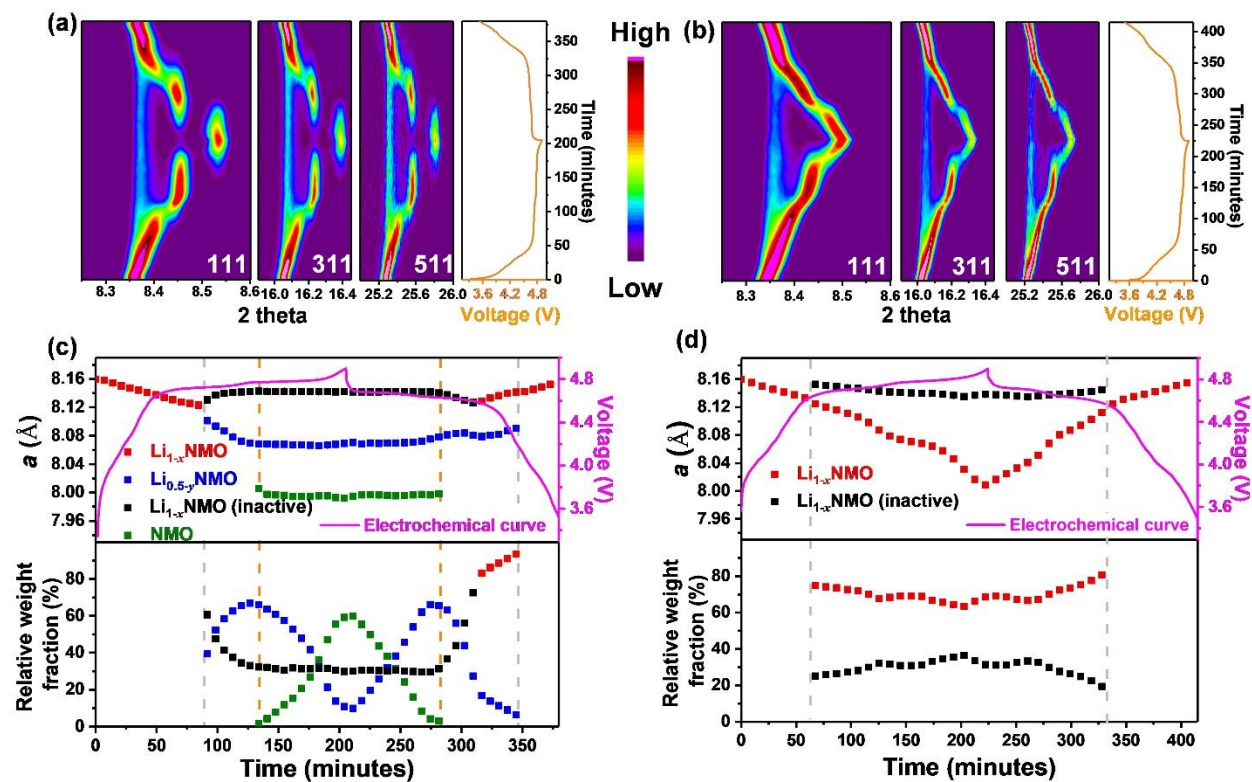 (a)
111
311
511
8.3 8.4 8.5 8.6
16.0 16.2 16.4
25.2 25.6 26.0
3.6 4.2 4.8
2 theta
Voltage (V)
350
300
250
200
150
100
50
0
Time (minutes)
High
Low
(b)
111
311
511
8.3 8.4 8.5 8.6
16.0 16.2 16.4
25.2 25.6 26.0
3.6 4.2 4.8
2 theta
Voltage (V)
400
350
300
250
200
150
100
50
0
Time (minutes)
(c)
8.16
8.12
8.08
8.04
8.00
7.96
a (Å)
4.8
4.4
4.0
3.6
Voltage (V)
Li1-xNMO
Li0.5-yNMO
Li1-xNMO (inactive)
NMO
Electrochemical curve
80
60
40
20
0
Relative weight
fraction (%)
0 50 100 150 200 250 300 350
Time (minutes)
(d)
8.16
8.12
8.08
8.04
8.00
7.96
a (Å)
4.8
4.4
4.0
3.6
Voltage (V)
Li1-xNMO
Li1-xNMO (inactive)
Electrochemical curve
80
60
40
20
0
Relative weight
fraction (%)
0 50 100 150 200 250 300 350 400
Time (minutes)